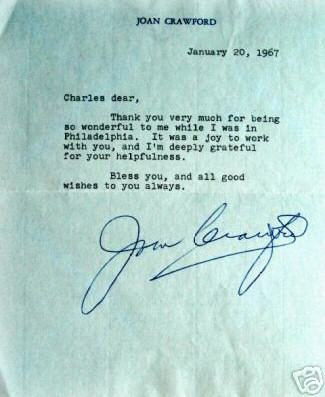 JOAN CRAWFORD
January 20, 1967
Charles dear,
Thank you very much for being
so wonderful to me while I was in
Philadelphia. It was a joy to work
with you, and I'm deeply grateful
for your helpfulness.
Bless you, and all good
wishes to you always.
Joan Crawford